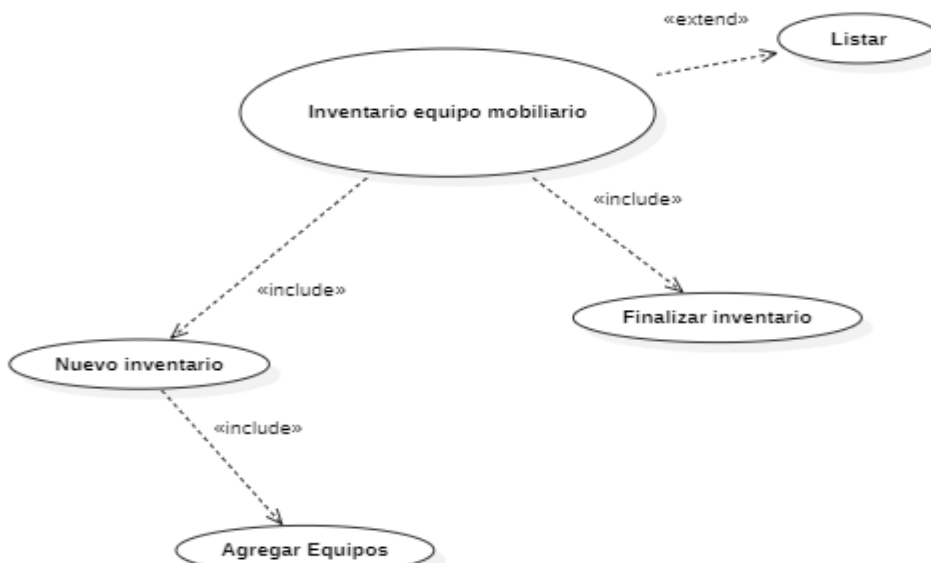 «extend»
Listar
Inventario equipo mobiliario
«include»
«include»
Finalizar inventario
Nuevo inventario
«include»
Agregar Equipos